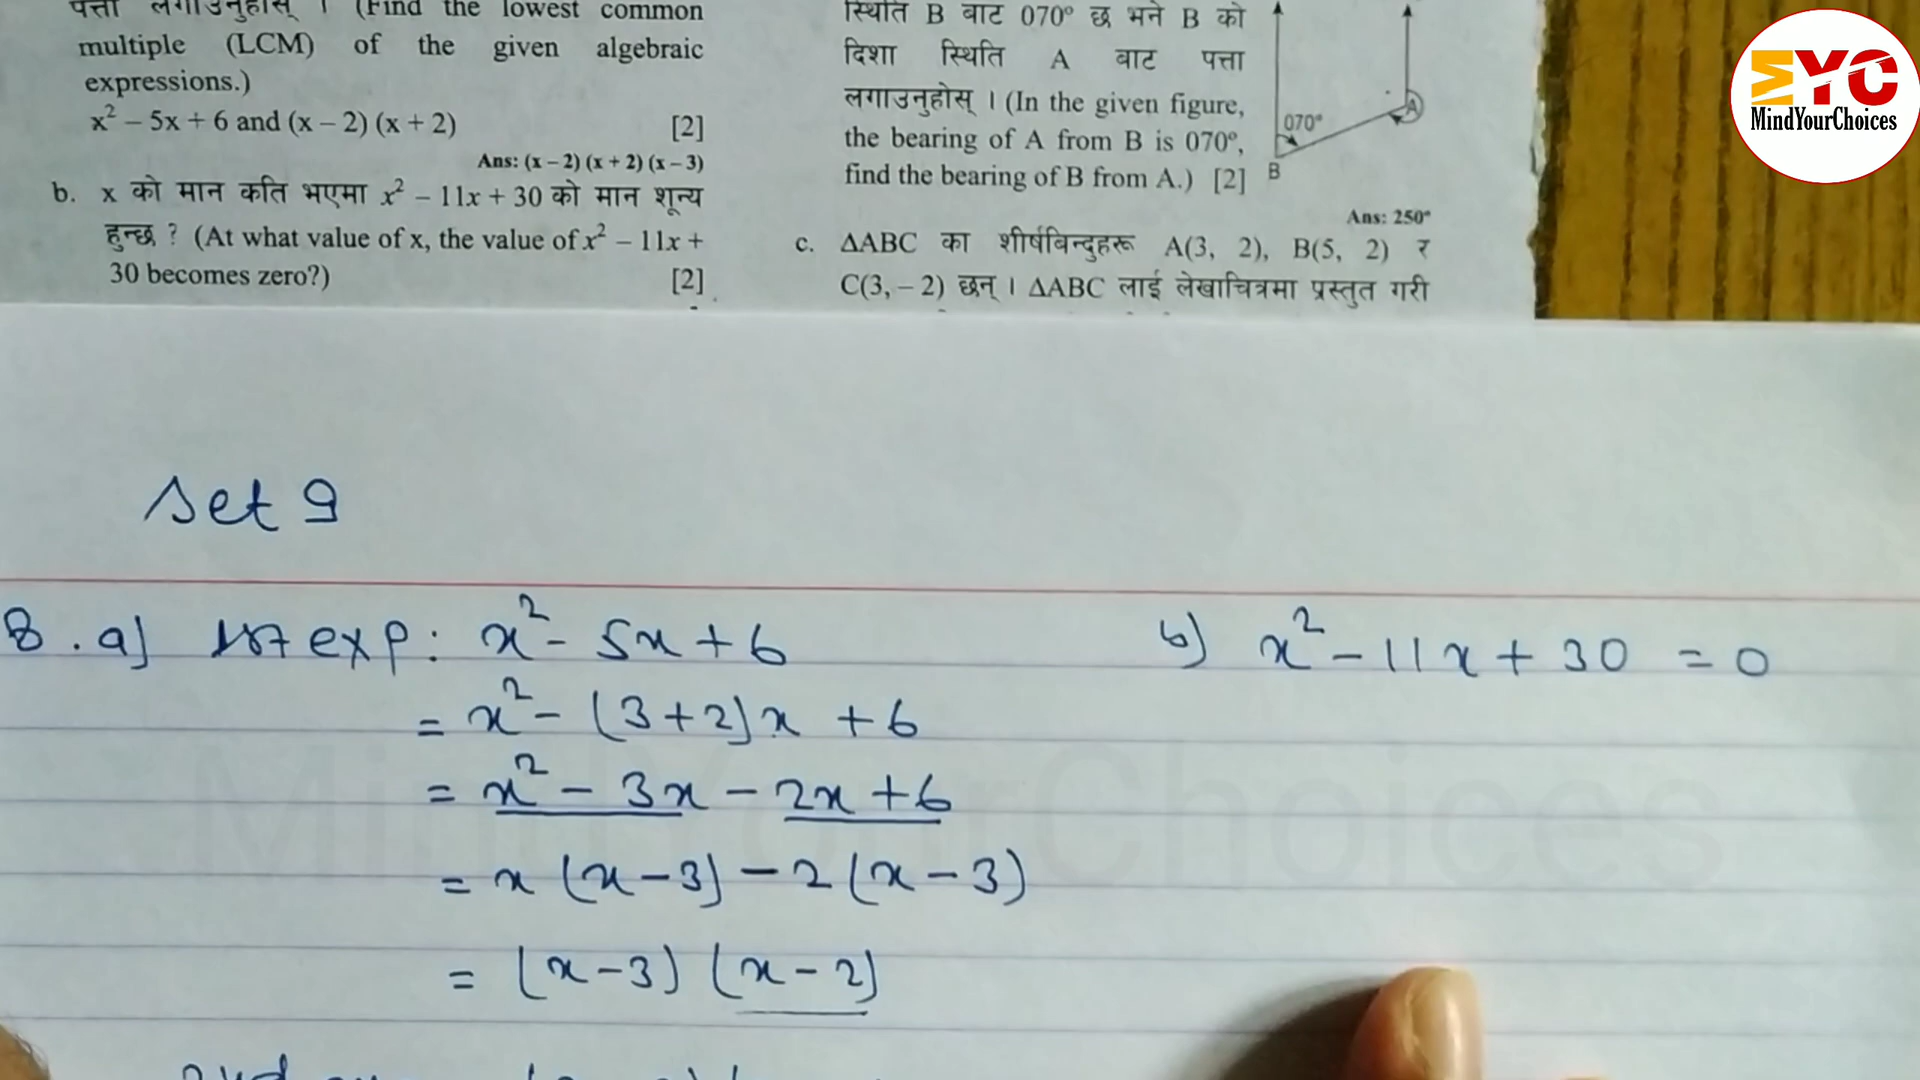 पत्ता लगाउनुहोस् । (Find the lowest common
multiple (LCM) of the given algebraic
expressions.)
x² – 5x + 6 and (x – 2) (x + 2) [2]
Ans: (x – 2) (x + 2) (x – 3)
b. x को मान कति भएमा x² – 11x + 30 को मान शून्य
हुन्छ ? (At what value of x, the value of x² – 11x +
30 becomes zero?) [2]
स्थिति B बाट 070° छ भने B को
दिशा स्थिति A बाट पत्ता
लगाउनुहोस् । (In the given figure,
the bearing of A from B is 070°,
find the bearing of B from A.) [2]
Ans: 250°
070°
A
B
c. ΔABC का शीर्षबिन्दुहरू A(3, 2), B(5, 2) र
C(3, – 2) छन् । ΔABC लाई लेखाचित्रमा प्रस्तुत गरी
MYC
MindYourChoices
Set 9
8. a) 1st exp: x² - 5x + 6
= x² - (3+2)x + 6
= x² - 3x - 2x + 6
= x (x - 3) - 2 (x - 3)
= (x - 3) (x - 2)
b) x² - 11x + 30 = 0
MindYourChoices